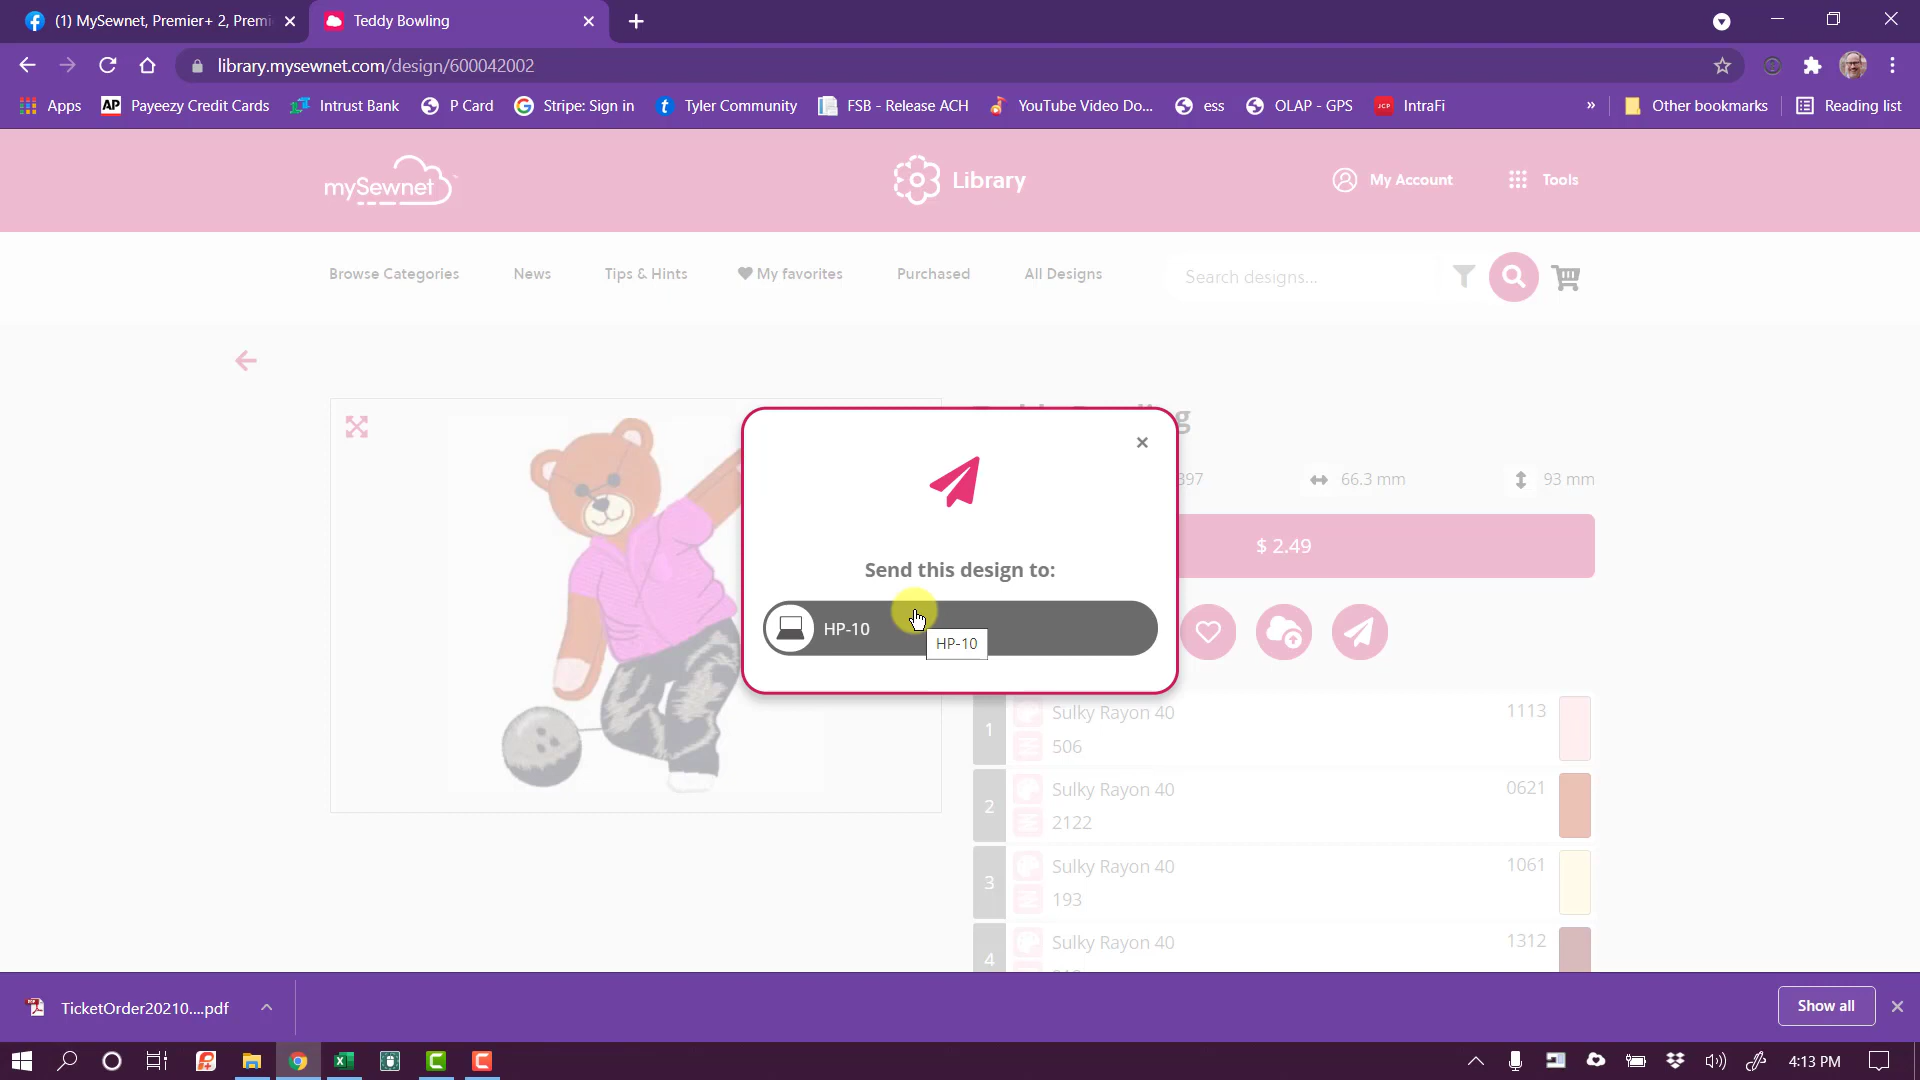 (1) MySewnet, Premier+ 2, Premi
Teddy Bowling
library.mysewnet.com/design/600042002
Apps
AP Payeezy Credit Cards
Intrust Bank
P Card
Stripe: Sign in
Tyler Community
FSB - Release ACH
YouTube Video Do...
ess
OLAP - GPS
JCP IntraFi
»
Other bookmarks
Reading list
mySewnet
Library
My Account
Tools
Browse Categories
News
Tips & Hints
My favorites
Purchased
All Designs
Search designs...
g
397
66.3 mm
93 mm
$ 2.49
Send this design to:
HP-10
HP-10
1 Sulky Rayon 40 1113
506
2 Sulky Rayon 40 0621
2122
3 Sulky Rayon 40 1061
193
4 Sulky Rayon 40 1312
TicketOrder20210....pdf
Show all
4:13 PM